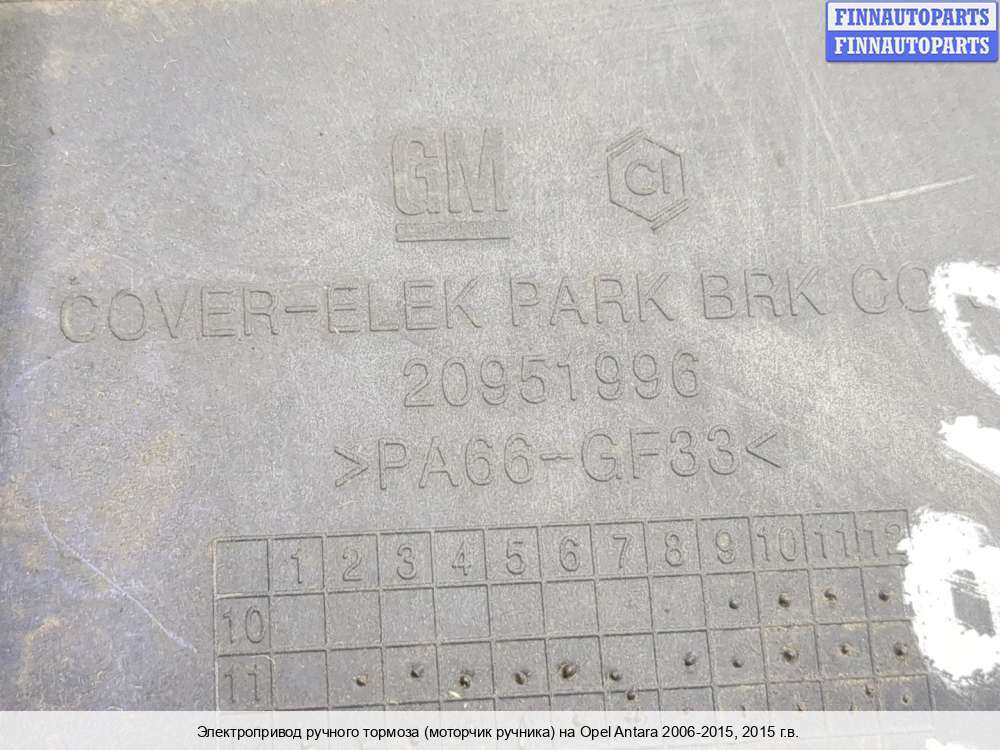 FINNAUTOPARTS
FINNAUTOPARTS
GM
CI
COVER-ELEK PARK BRK
20951996
>PA66-GF33<
1 2 3 4 5 6 7 8 9 10 11 12
10
11
Электропривод ручного тормоза (моторчик ручника) на Opel Antara 2006-2015, 2015 г.в.